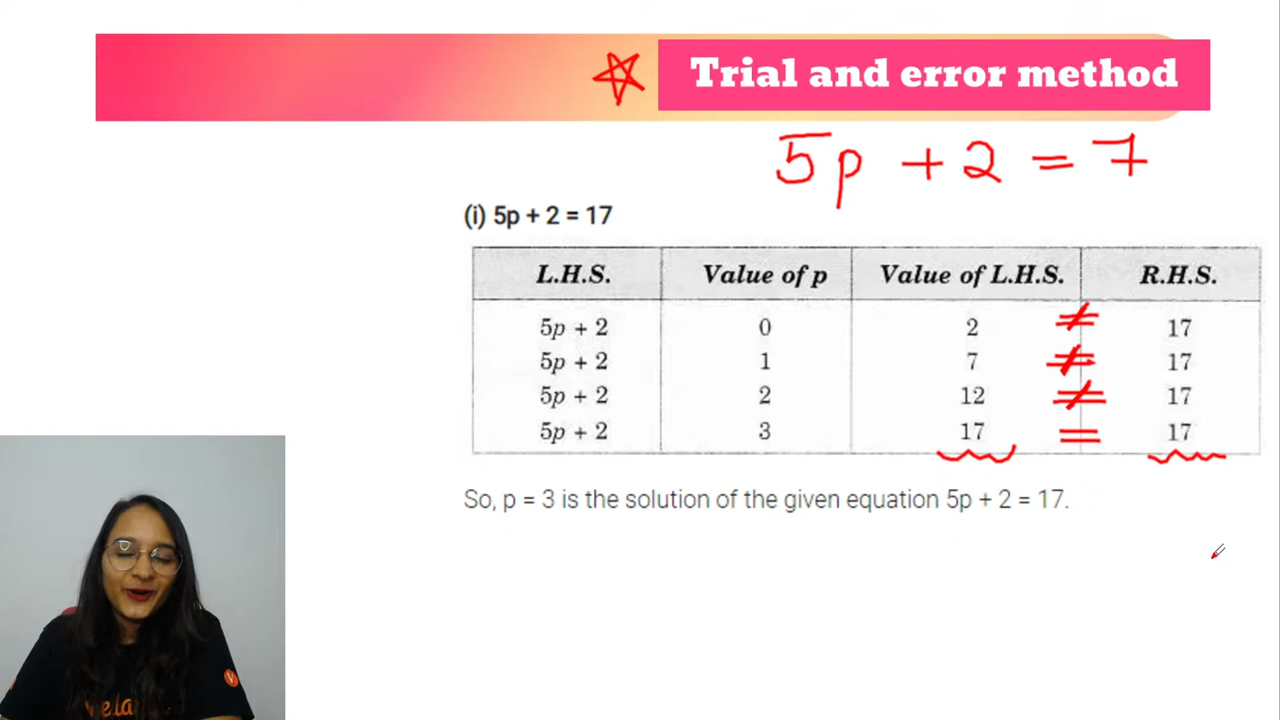 Trial and error method
5p + 2 = 7
(i) 5p + 2 = 17
L.H.S. Value of p Value of L.H.S. R.H.S.
5p + 2 0 2 ≠ 17
5p + 2 1 7 ≠ 17
5p + 2 2 12 ≠ 17
5p + 2 3 17 = 17
So, p = 3 is the solution of the given equation 5p + 2 = 17.
V